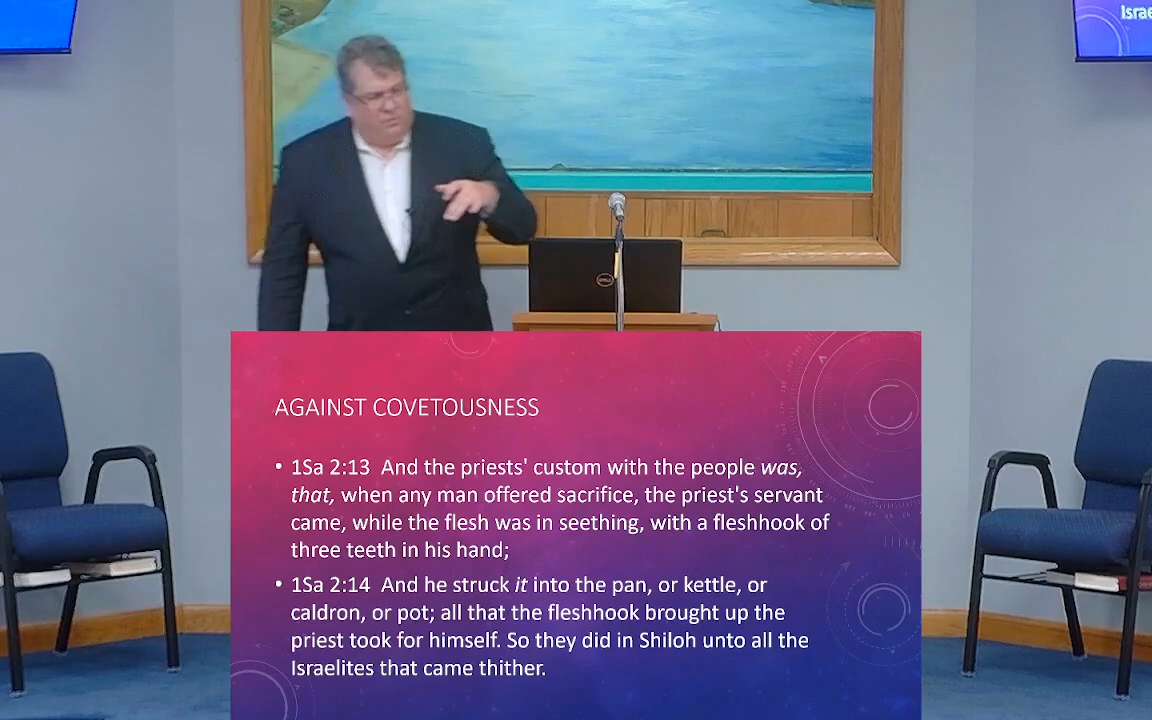 Israe
DELL
AGAINST COVETOUSNESS
• 1Sa 2:13 And the priests' custom with the people was,
that, when any man offered sacrifice, the priest's servant
came, while the flesh was in seething, with a fleshhook of
three teeth in his hand;
• 1Sa 2:14 And he struck it into the pan, or kettle, or
caldron, or pot; all that the fleshhook brought up the
priest took for himself. So they did in Shiloh unto all the
Israelites that came thither.